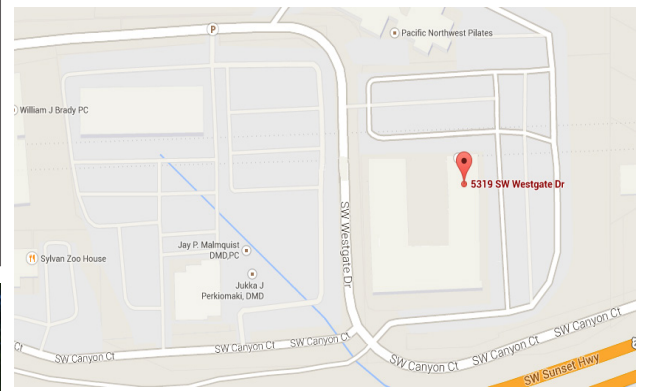 P
Pacific Northwest Pilates
William J Brady PC
5319 SW Westgate Dr
SW Westgate Dr
Jay P. Malmquist
DMD,PC
Sylvan Zoo House
Jukka J
Perkiomaki, DMD
SW Canyon Ct
Ct
SW Canyon Ct
SW Canyon Ct
SW Canyon Ct
SW Canyon Ct
SW Canyon Ct
SW Sunset Hwy